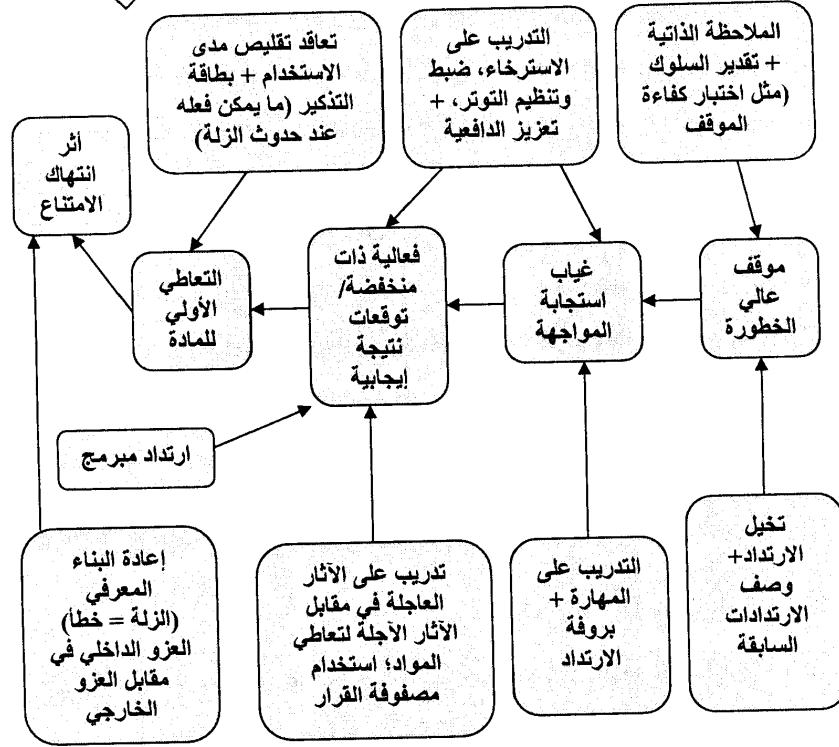 الملاحظة الذاتية
+ تقدير السلوك
(مثل اختبار كفاءة
الموقف
التدريب على
الاسترخاء، ضبط
وتنظيم التوتر، +
تعزيز الدافعية
تعاقد تقليص مدى
الاستخدام + بطاقة
التذكير (ما يمكن فعله
عند حدوث الزلة)
أثر
انتهاك
الامتناع
موقف
عالي
الخطورة
غياب
استجابة
المواجهة
فعالية ذات
منخفضة/
توقعات
نتيجة
إيجابية
التعاطي
الأولي
للمادة
ارتداد مبرمج
تخيل
الارتداد+
وصف
الارتدادات
السابقة
التدريب على
المهارة +
بروفة
الارتداد
تدريب على الآثار
العاجلة في مقابل
الآثار الآجلة لتعاطي
المواد؛ استخدام
مصفوفة القرار
إعادة البناء
المعرفي
(الزلة = خطأ)
العزو الداخلي في
مقابل العزو
الخارجي